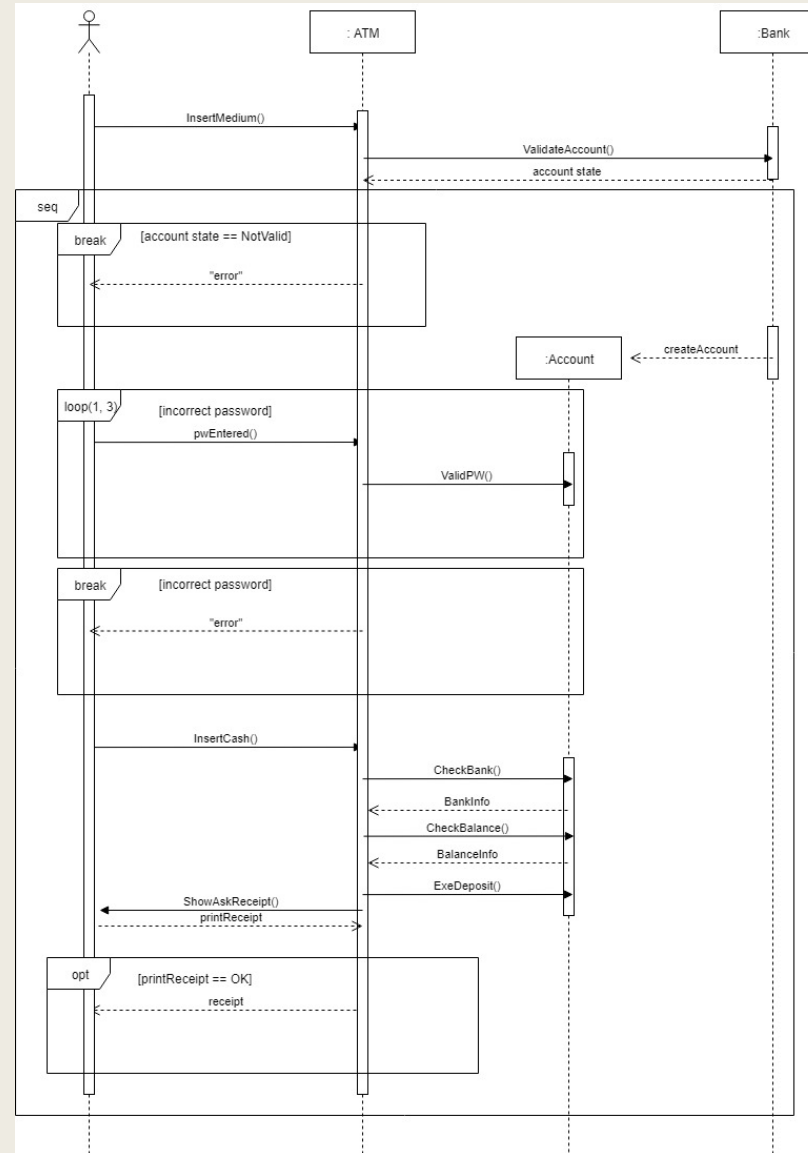 : ATM
:Bank
InsertMedium()
ValidateAccount()
account state
seq
break
[account state == NotValid]
"error"
createAccount
:Account
loop(1, 3)
[incorrect password]
pwEntered()
ValidPW()
break
[incorrect password]
"error"
InsertCash()
CheckBank()
BankInfo
CheckBalance()
BalanceInfo
ExeDeposit()
ShowAskReceipt()
printReceipt
opt
[printReceipt == OK]
receipt